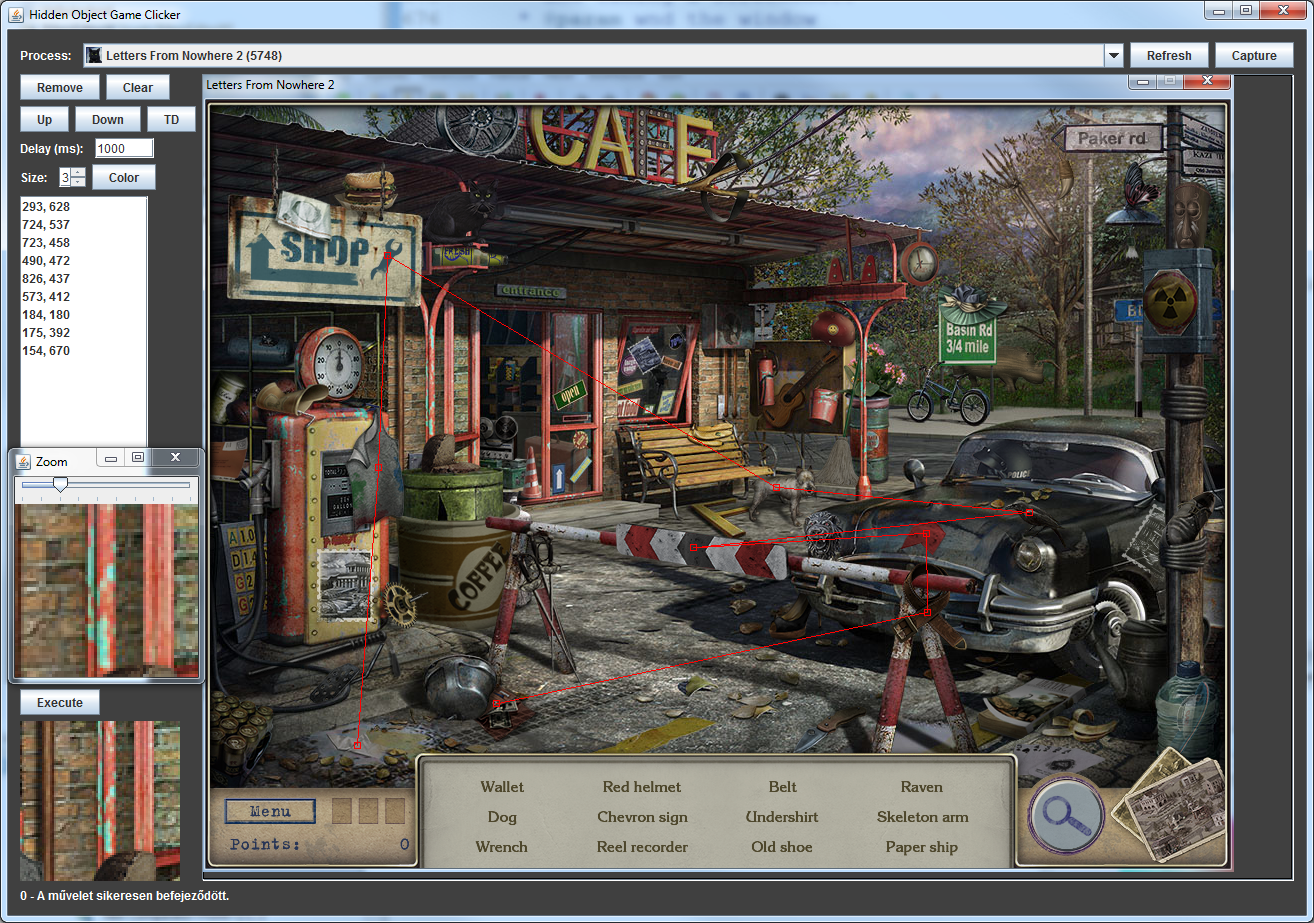 Hidden Object Game Clicker
Process:
Letters From Nowhere 2 (5748)
Refresh
Capture
Remove
Clear
Letters From Nowhere 2
Up
Down
TD
Delay (ms):
1000
Size:
3
Color
293, 628
724, 537
723, 458
490, 472
826, 437
573, 412
184, 180
175, 392
154, 670
CAFE
Paker rd.
SHOP
FRESH
entrance
Basin Rd
3/4 mile
open
POLICE
COFFEE
Zoom
Execute
Wallet
Red helmet
Belt
Raven
Dog
Chevron sign
Undershirt
Skeleton arm
Wrench
Reel recorder
Old shoe
Paper ship
Menu
Points:
0
0 - A művelet sikeresen befejeződött.